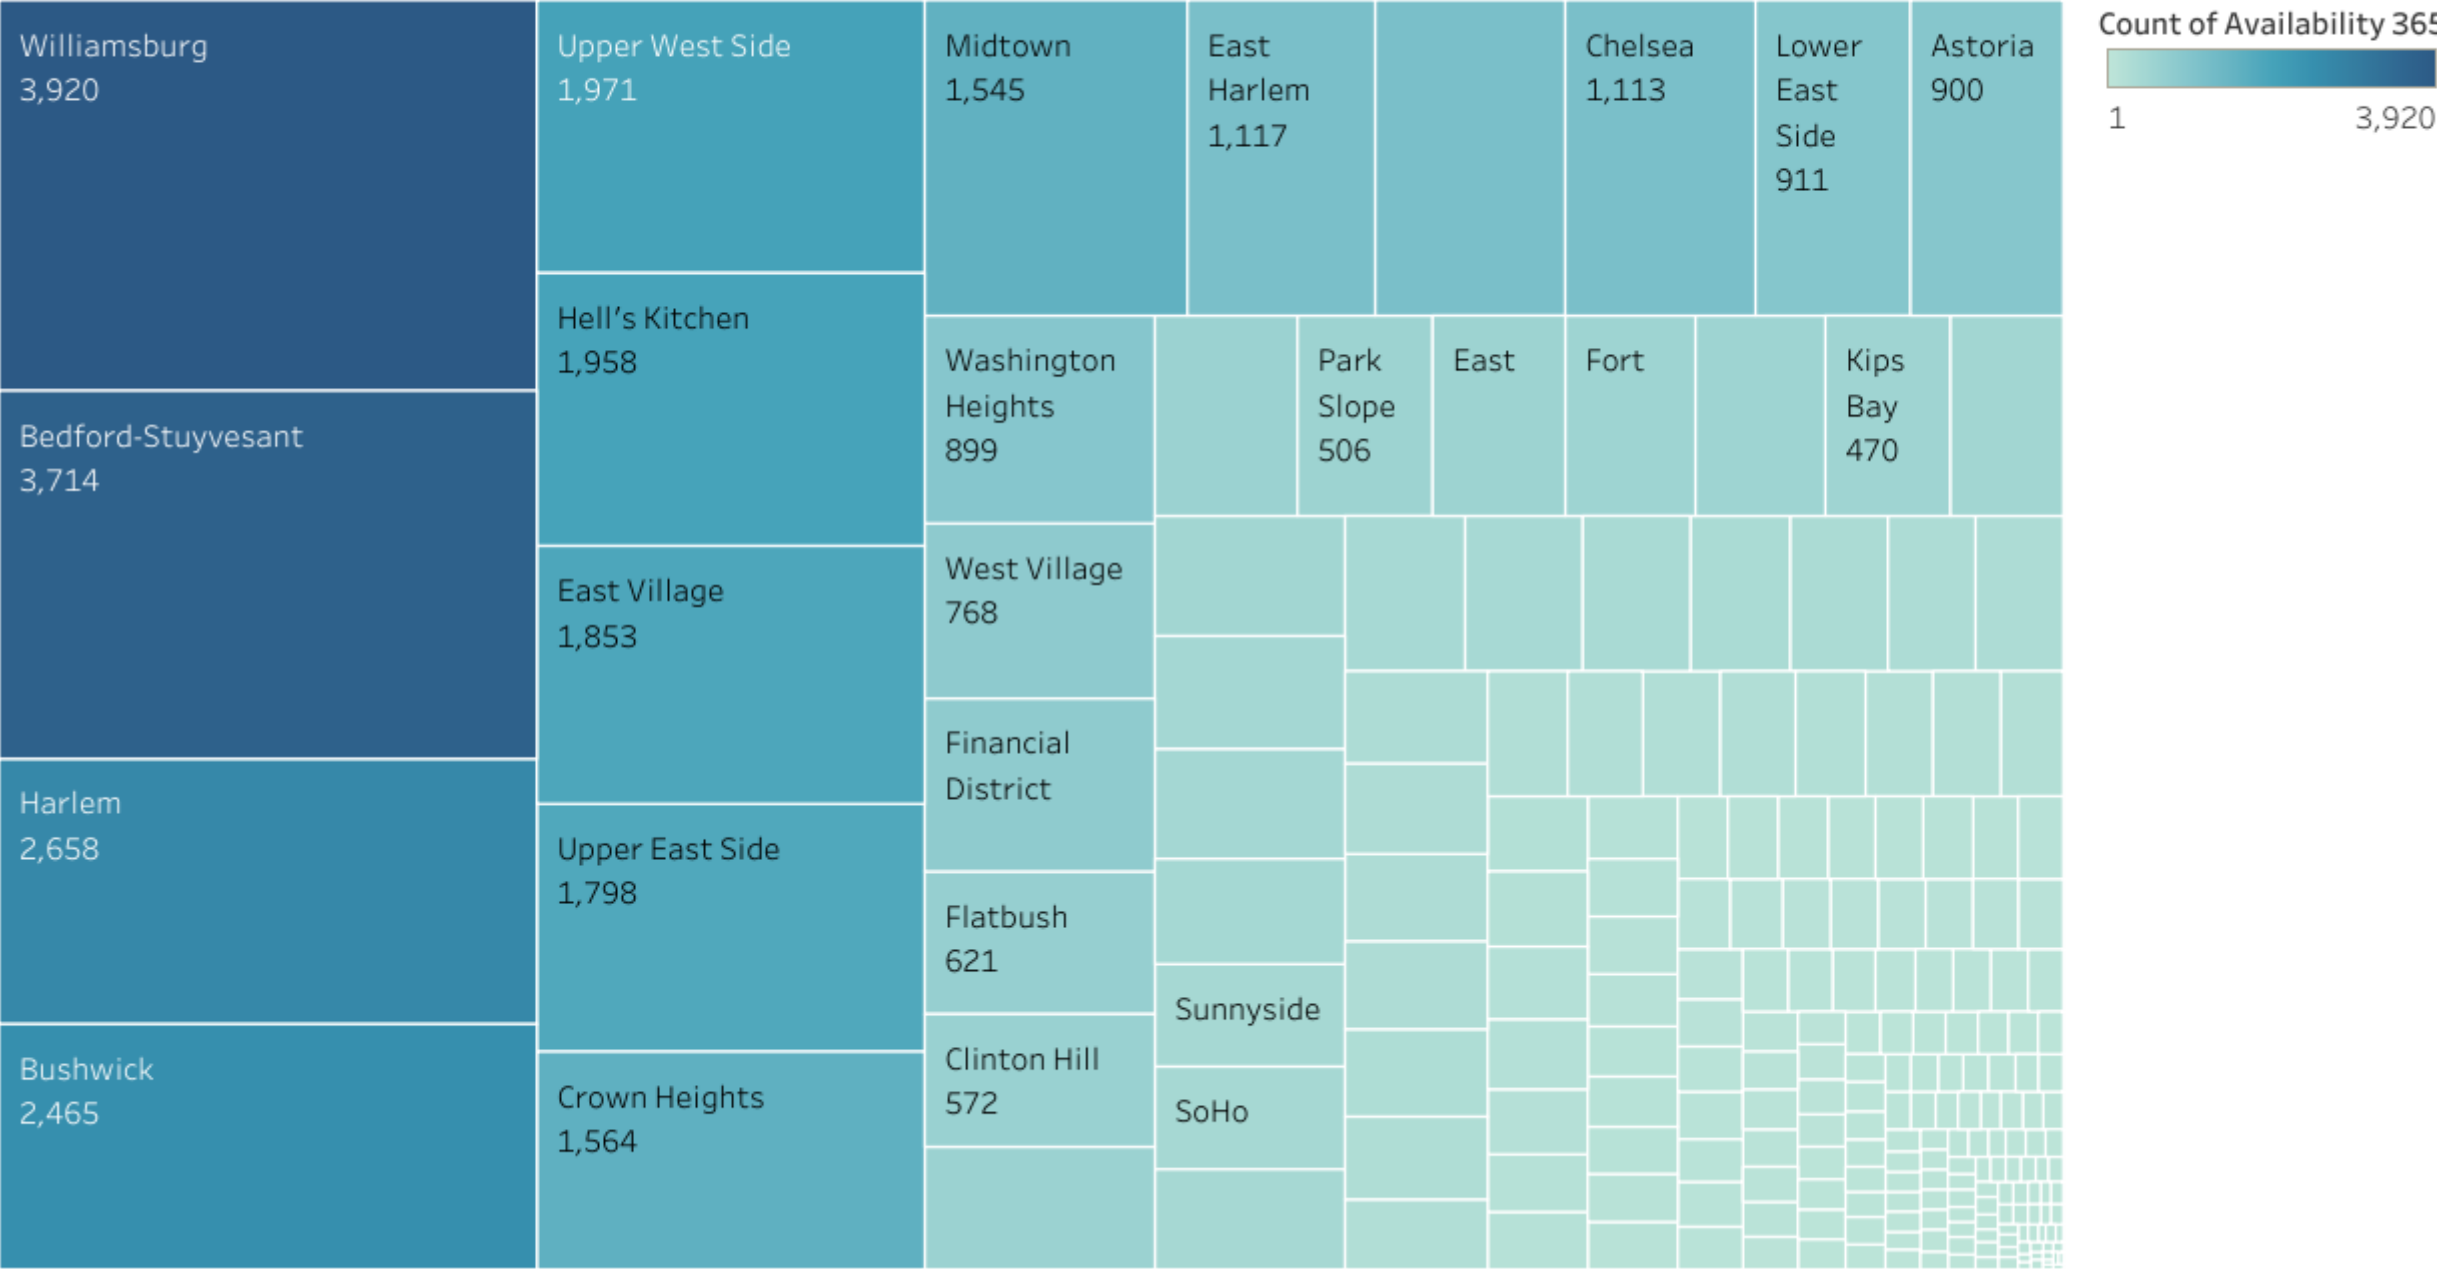 Williamsburg
3,920
Bedford-Stuyvesant
3,714
Harlem
2,658
Bushwick
2,465
Upper West Side
1,971
Hell's Kitchen
1,958
East Village
1,853
Upper East Side
1,798
Crown Heights
1,564
Midtown
1,545
East
Harlem
1,117
Chelsea
1,113
Lower
East
Side
911
Astoria
900
Washington
Heights
899
Park
Slope
506
East
Fort
Kips
Bay
470
West Village
768
Financial
District
Flatbush
621
Clinton Hill
572
Sunnyside
SoHo
Count of Availability 365
1
3,920